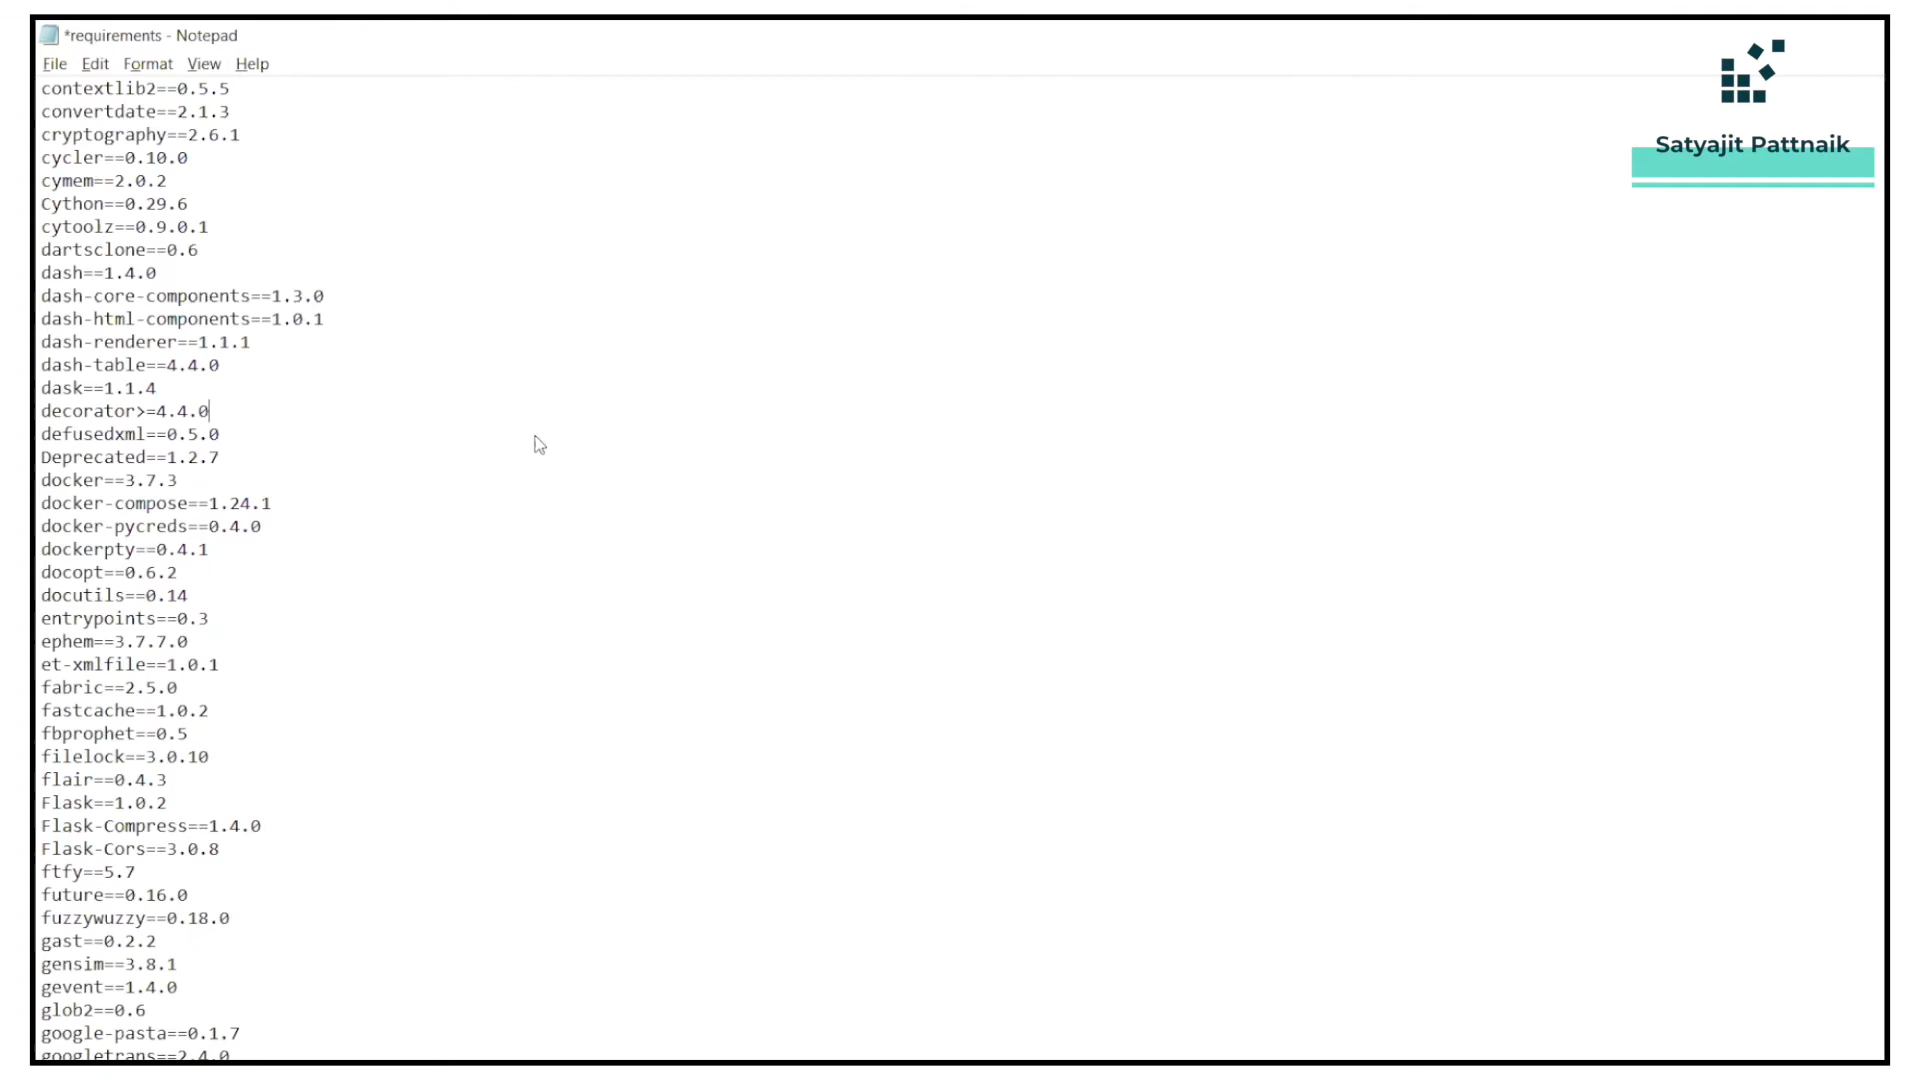 *requirements - Notepad
File Edit Format View Help
contextlib2==0.5.5
convertdate==2.1.3
cryptography==2.6.1
cycler==0.10.0
cymem==2.0.2
Cython==0.29.6
cytoolz==0.9.0.1
dartsclone==0.6
dash==1.4.0
dash-core-components==1.3.0
dash-html-components==1.0.1
dash-renderer==1.1.1
dash-table==4.4.0
dask==1.1.4
decorator>=4.4.0
defusedxml==0.5.0
Deprecated==1.2.7
docker==3.7.3
docker-compose==1.24.1
docker-pycreds==0.4.0
dockerpty==0.4.1
docopt==0.6.2
docutils==0.14
entrypoints==0.3
ephem==3.7.7.0
et-xmlfile==1.0.1
fabric==2.5.0
fastcache==1.0.2
fbprophet==0.5
filelock==3.0.10
flair==0.4.3
Flask==1.0.2
Flask-Compress==1.4.0
Flask-Cors==3.0.8
ftfy==5.7
future==0.16.0
fuzzywuzzy==0.18.0
gast==0.2.2
gensim==3.8.1
gevent==1.4.0
glob2==0.6
google-pasta==0.1.7
googletrans==2.4.0
Satyajit Pattnaik